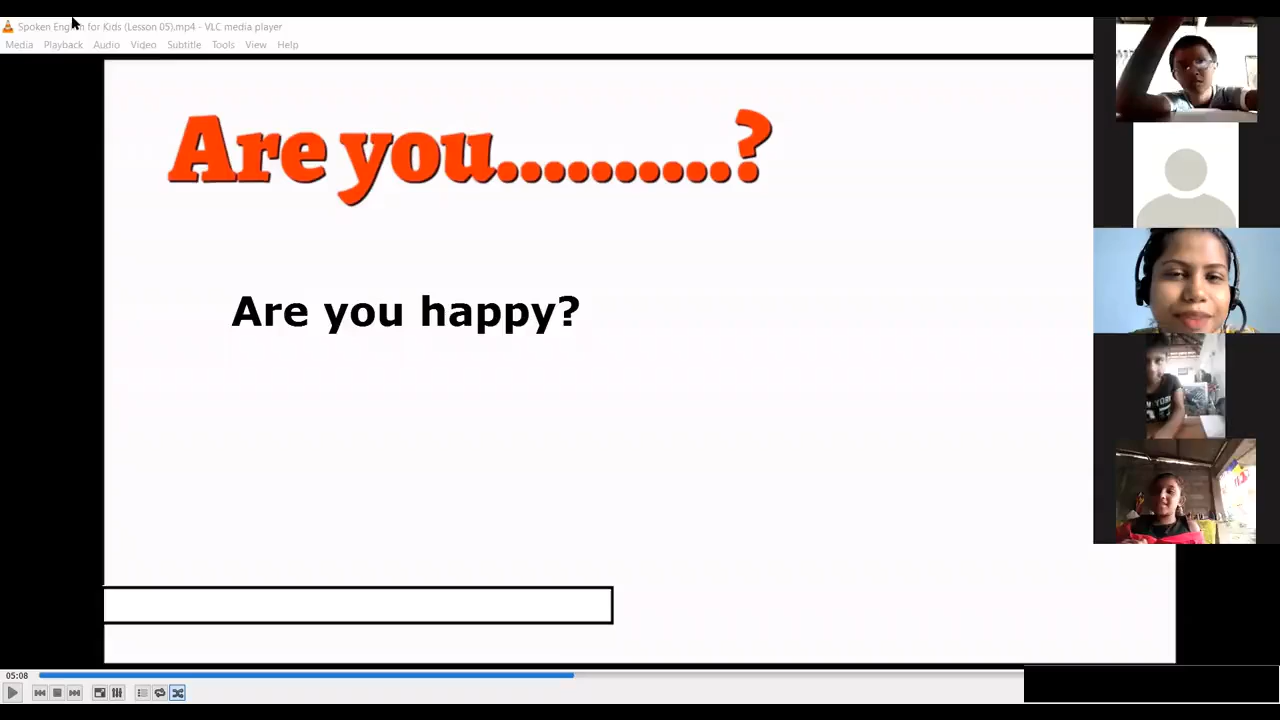 Spoken English for Kids (Lesson 05).mp4 - VLC media player
Media Playback Audio Video Subtitle Tools View Help
Are you..........?
Are you happy?
YORK
05:08